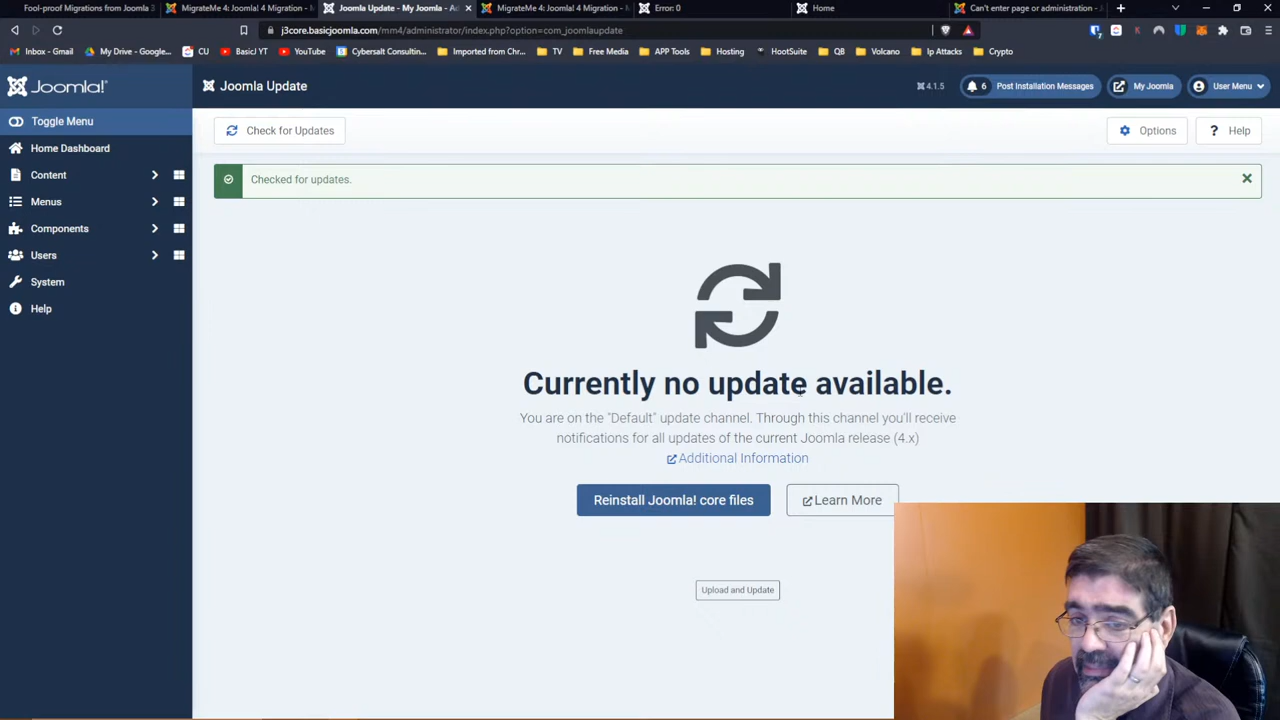 Fool-proof Migrations from Joomla 3
MigrateMe 4: Joomla! 4 Migration -
Joomla Update - My Joomla - Ad
MigrateMe 4: Joomla! 4 Migration -
Error: 0
Home
Can't enter page or administration -
j3core.basicjoomla.com/mm4/administrator/index.php?option=com_joomlaupdate
Inbox - Gmail
My Drive - Google...
CU
BasicJ YT
YouTube
Cybersalt Consultin...
Imported from Chr...
TV
Free Media
APP Tools
Hosting
HootSuite
QB
Volcano
Ip Attacks
Crypto
Joomla!
Joomla Update
4.1.5
6
Post Installation Messages
My Joomla
User Menu
Toggle Menu
Check for Updates
Options
? Help
Home Dashboard
Content
Menus
Components
Users
System
Help
Checked for updates.
Currently no update available.
You are on the "Default" update channel. Through this channel you'll receive
notifications for all updates of the current Joomla release (4.x)
Additional Information
Reinstall Joomla! core files
Learn More
Upload and Update